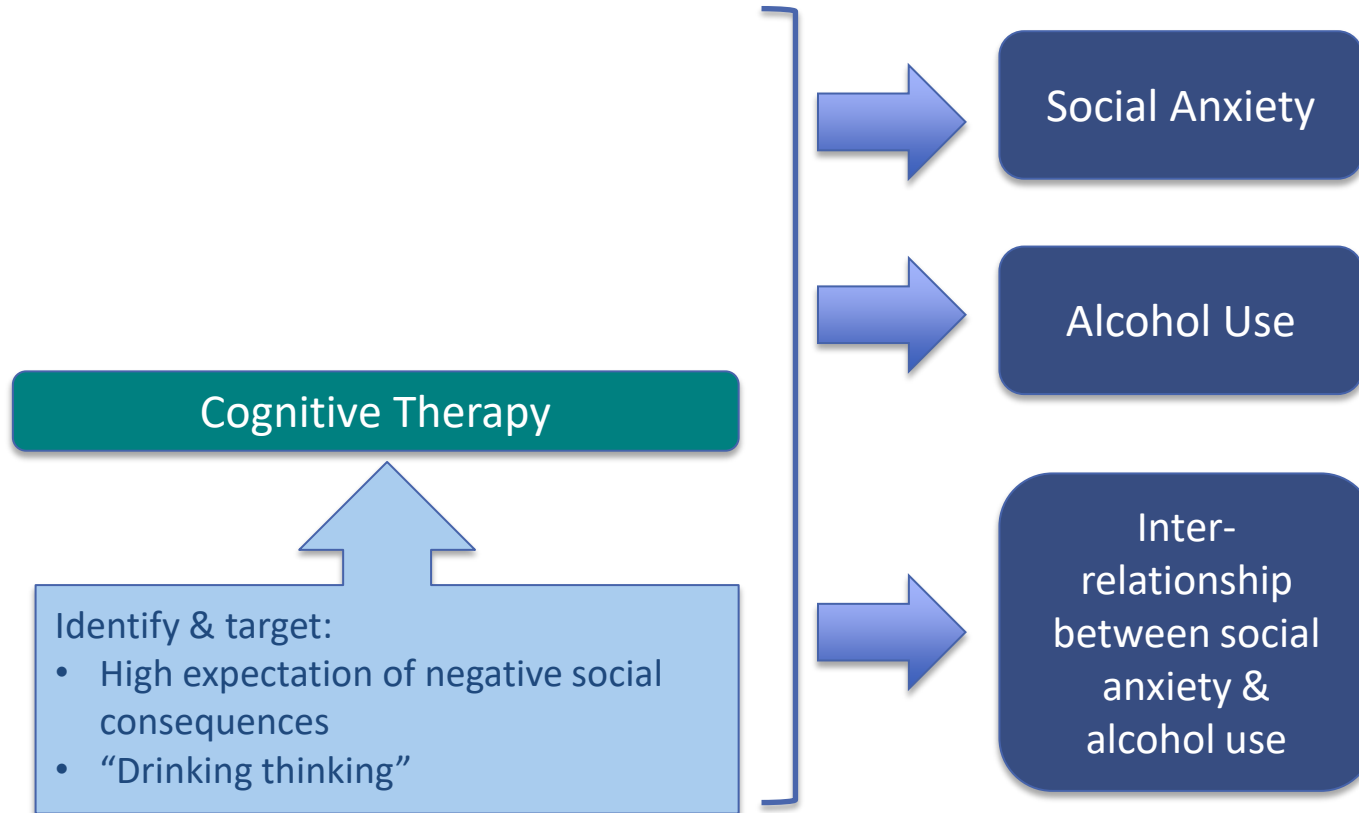 Social Anxiety
Alcohol Use
Cognitive Therapy
Identify & target:
• High expectation of negative social
consequences
• “Drinking thinking”
Inter-
relationship
between social
anxiety &
alcohol use